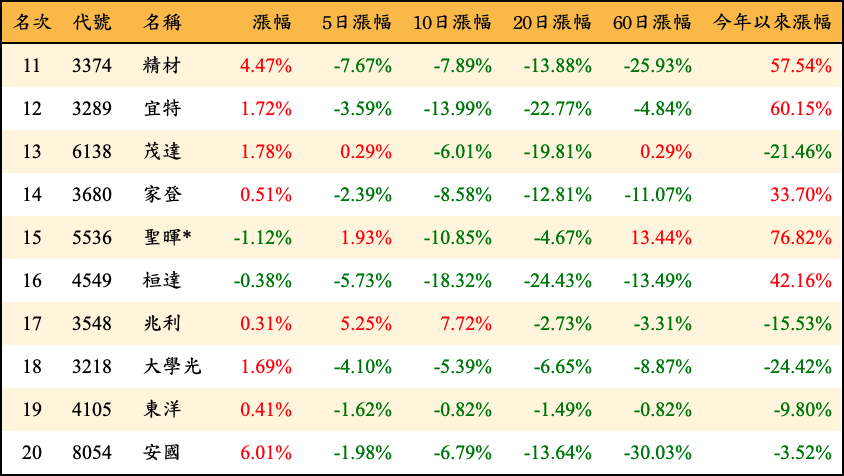 名次 代號 名稱 漲幅 5日漲幅 10日漲幅 20日漲幅 60日漲幅 今年以來漲幅
11 3374 精材 4.47% -7.67% -7.89% -13.88% -25.93% 57.54%
12 3289 宜特 1.72% -3.59% -13.99% -22.77% -4.84% 60.15%
13 6138 茂達 1.78% 0.29% -6.01% -19.81% 0.29% -21.46%
14 3680 家登 0.51% -2.39% -8.58% -12.81% -11.07% 33.70%
15 5536 聖暉* -1.12% 1.93% -10.85% -4.67% 13.44% 76.82%
16 4549 桓達 -0.38% -5.73% -18.32% -24.43% -13.49% 42.16%
17 3548 兆利 0.31% 5.25% 7.72% -2.73% -3.31% -15.53%
18 3218 大學光 1.69% -4.10% -5.39% -6.65% -8.87% -24.42%
19 4105 東洋 0.41% -1.62% -0.82% -1.49% -0.82% -9.80%
20 8054 安國 6.01% -1.98% -6.79% -13.64% -30.03% -3.52%